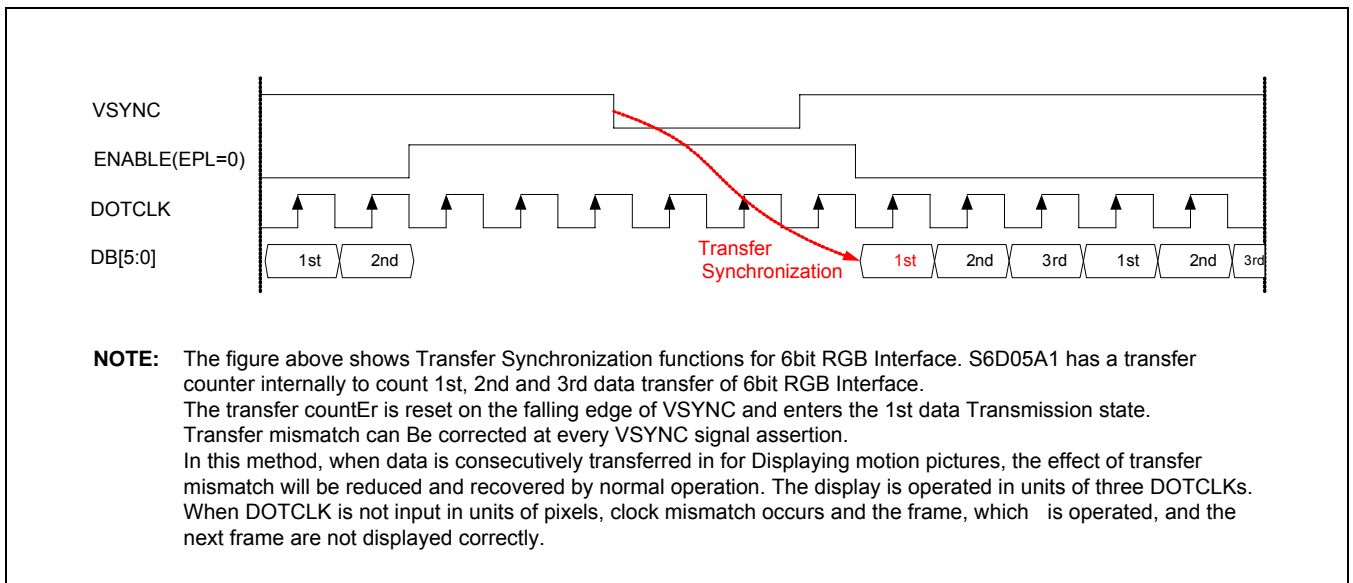 VSYNC
ENABLE(EPL=0)
DOTCLK
DB[5:0]
1st 2nd
Transfer
Synchronization
1st 2nd 3rd 1st 2nd 3rd
NOTE: The figure above shows Transfer Synchronization functions for 6bit RGB Interface. S6D05A1 has a transfer
counter internally to count 1st, 2nd and 3rd data transfer of 6bit RGB Interface.
The transfer countEr is reset on the falling edge of VSYNC and enters the 1st data Transmission state.
Transfer mismatch can Be corrected at every VSYNC signal assertion.
In this method, when data is consecutively transferred in for Displaying motion pictures, the effect of transfer
mismatch will be reduced and recovered by normal operation. The display is operated in units of three DOTCLKs.
When DOTCLK is not input in units of pixels, clock mismatch occurs and the frame, which is operated, and the
next frame are not displayed correctly.